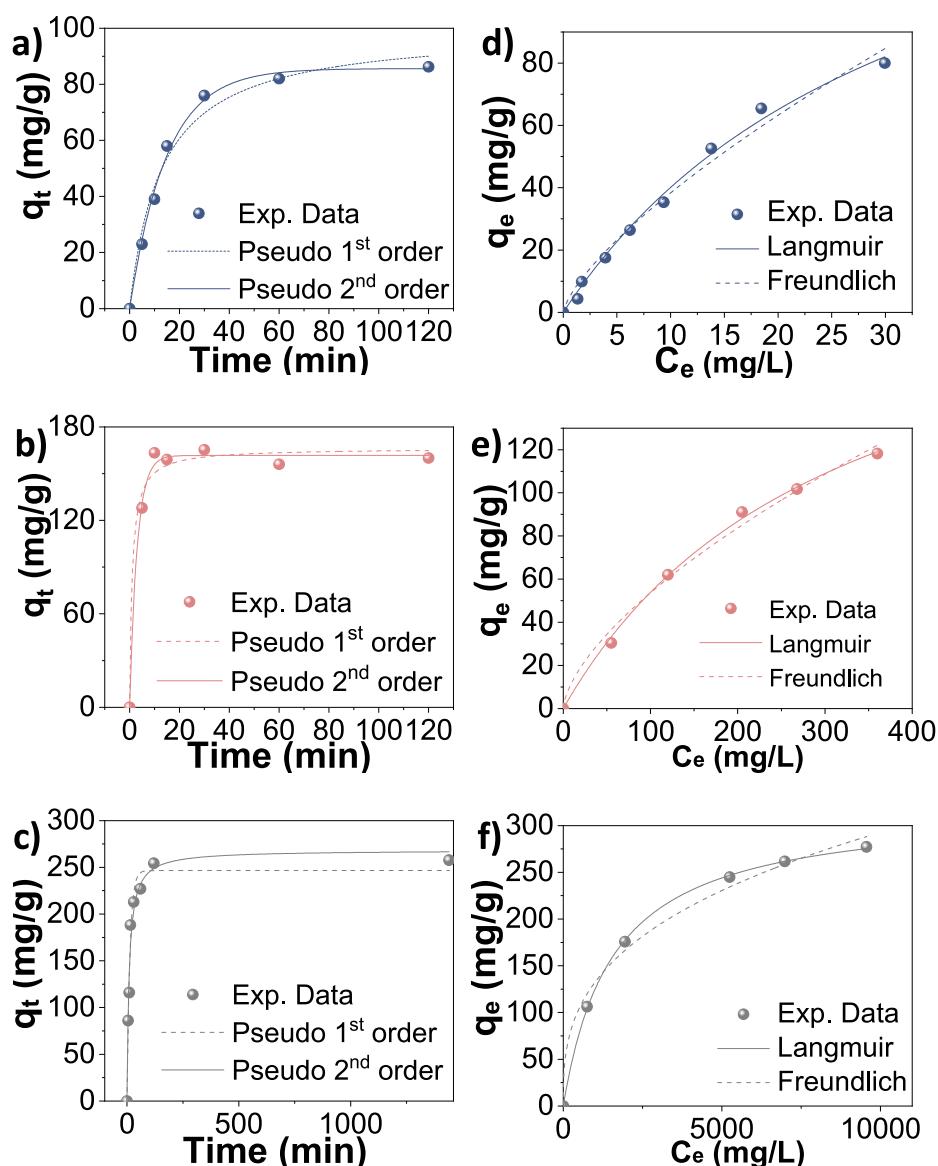 a)
q_t (mg/g)
100
80
60
40
20
0
Exp. Data
Pseudo 1st order
Pseudo 2nd order
0 20 40 60 80 100 120
Time (min)
d)
q_e (mg/g)
80
60
40
20
0
Exp. Data
Langmuir
Freundlich
0 5 10 15 20 25 30
C_e (mg/L)
b)
q_t (mg/g)
180
120
60
0
Exp. Data
Pseudo 1st order
Pseudo 2nd order
0 20 40 60 80 100 120
Time (min)
e)
q_e (mg/g)
120
100
80
60
40
20
0
Exp. Data
Langmuir
Freundlich
0 100 200 300 400
C_e (mg/L)
c)
q_t (mg/g)
300
250
200
150
100
50
0
Exp. Data
Pseudo 1st order
Pseudo 2nd order
0 500 1000
Time (min)
f)
q_e (mg/g)
300
250
200
150
100
50
0
Exp. Data
Langmuir
Freundlich
0 5000 10000
C_e (mg/L)